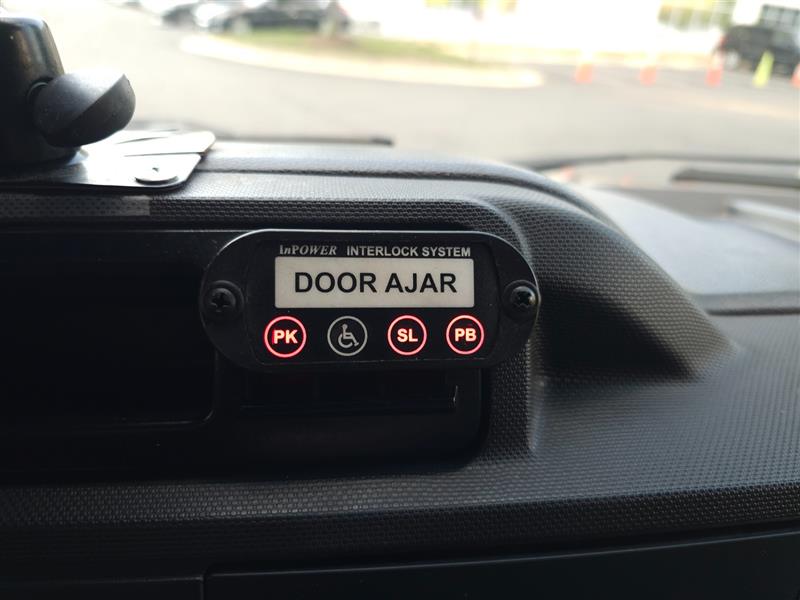 InPOWER INTERLOCK SYSTEM
DOOR AJAR
PK SL PB